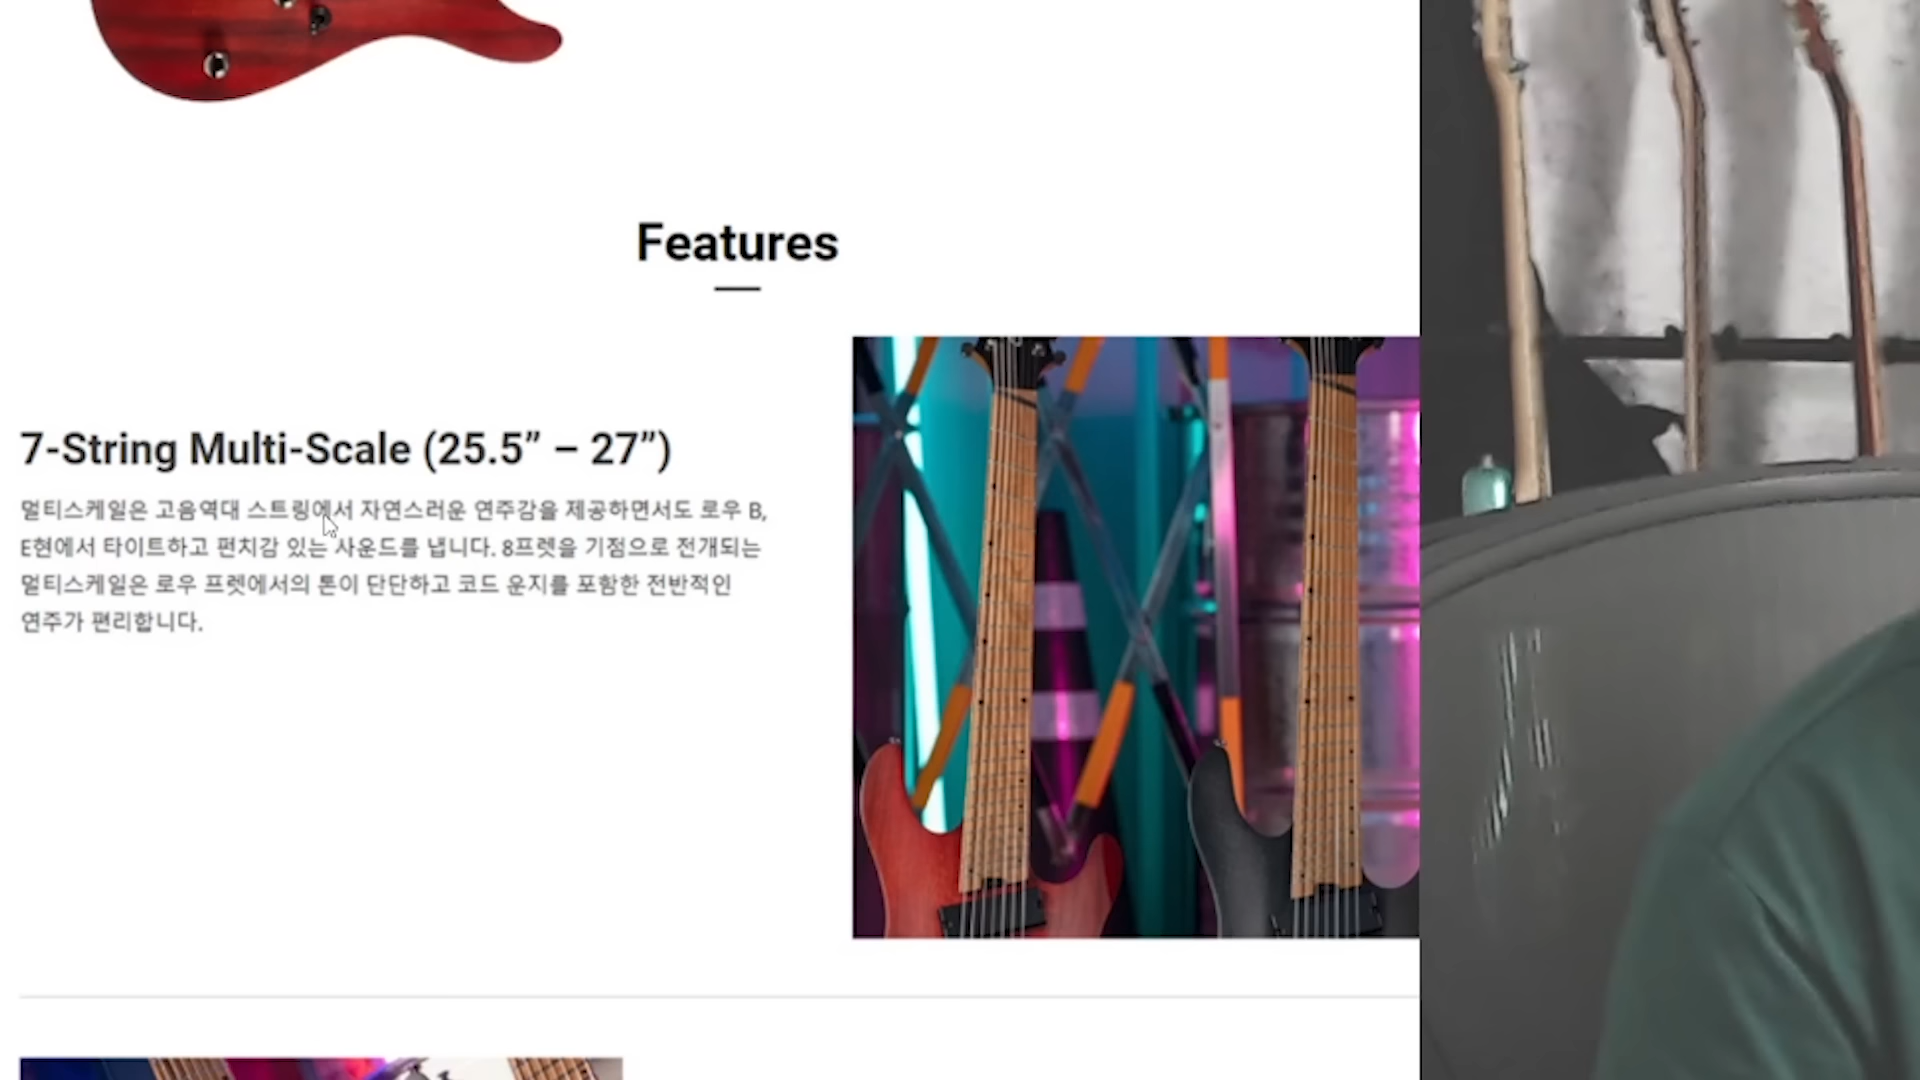 Features
7-String Multi-Scale (25.5” – 27”)
멀티스케일은 고음역대 스트링에서 자연스러운 연주감을 제공하면서도 로우 B,
E현에서 타이트하고 펀치감 있는 사운드를 냅니다. 8프렛을 기점으로 전개되는
멀티스케일은 로우 프렛에서의 톤이 단단하고 코드 운지를 포함한 전반적인
연주가 편리합니다.